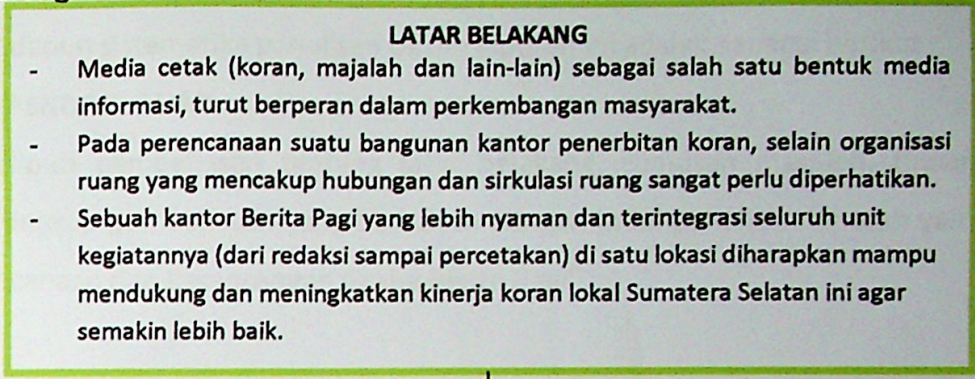 LATAR BELAKANG
- Media cetak (koran, majalah dan lain-lain) sebagai salah satu bentuk media
informasi, turut berperan dalam perkembangan masyarakat.
- Pada perencanaan suatu bangunan kantor penerbitan koran, selain organisasi
ruang yang mencakup hubungan dan sirkulasi ruang sangat perlu diperhatikan.
- Sebuah kantor Berita Pagi yang lebih nyaman dan terintegrasi seluruh unit
kegiatannya (dari redaksi sampai percetakan) di satu lokasi diharapkan mampu
mendukung dan meningkatkan kinerja koran lokal Sumatera Selatan ini agar
semakin lebih baik.